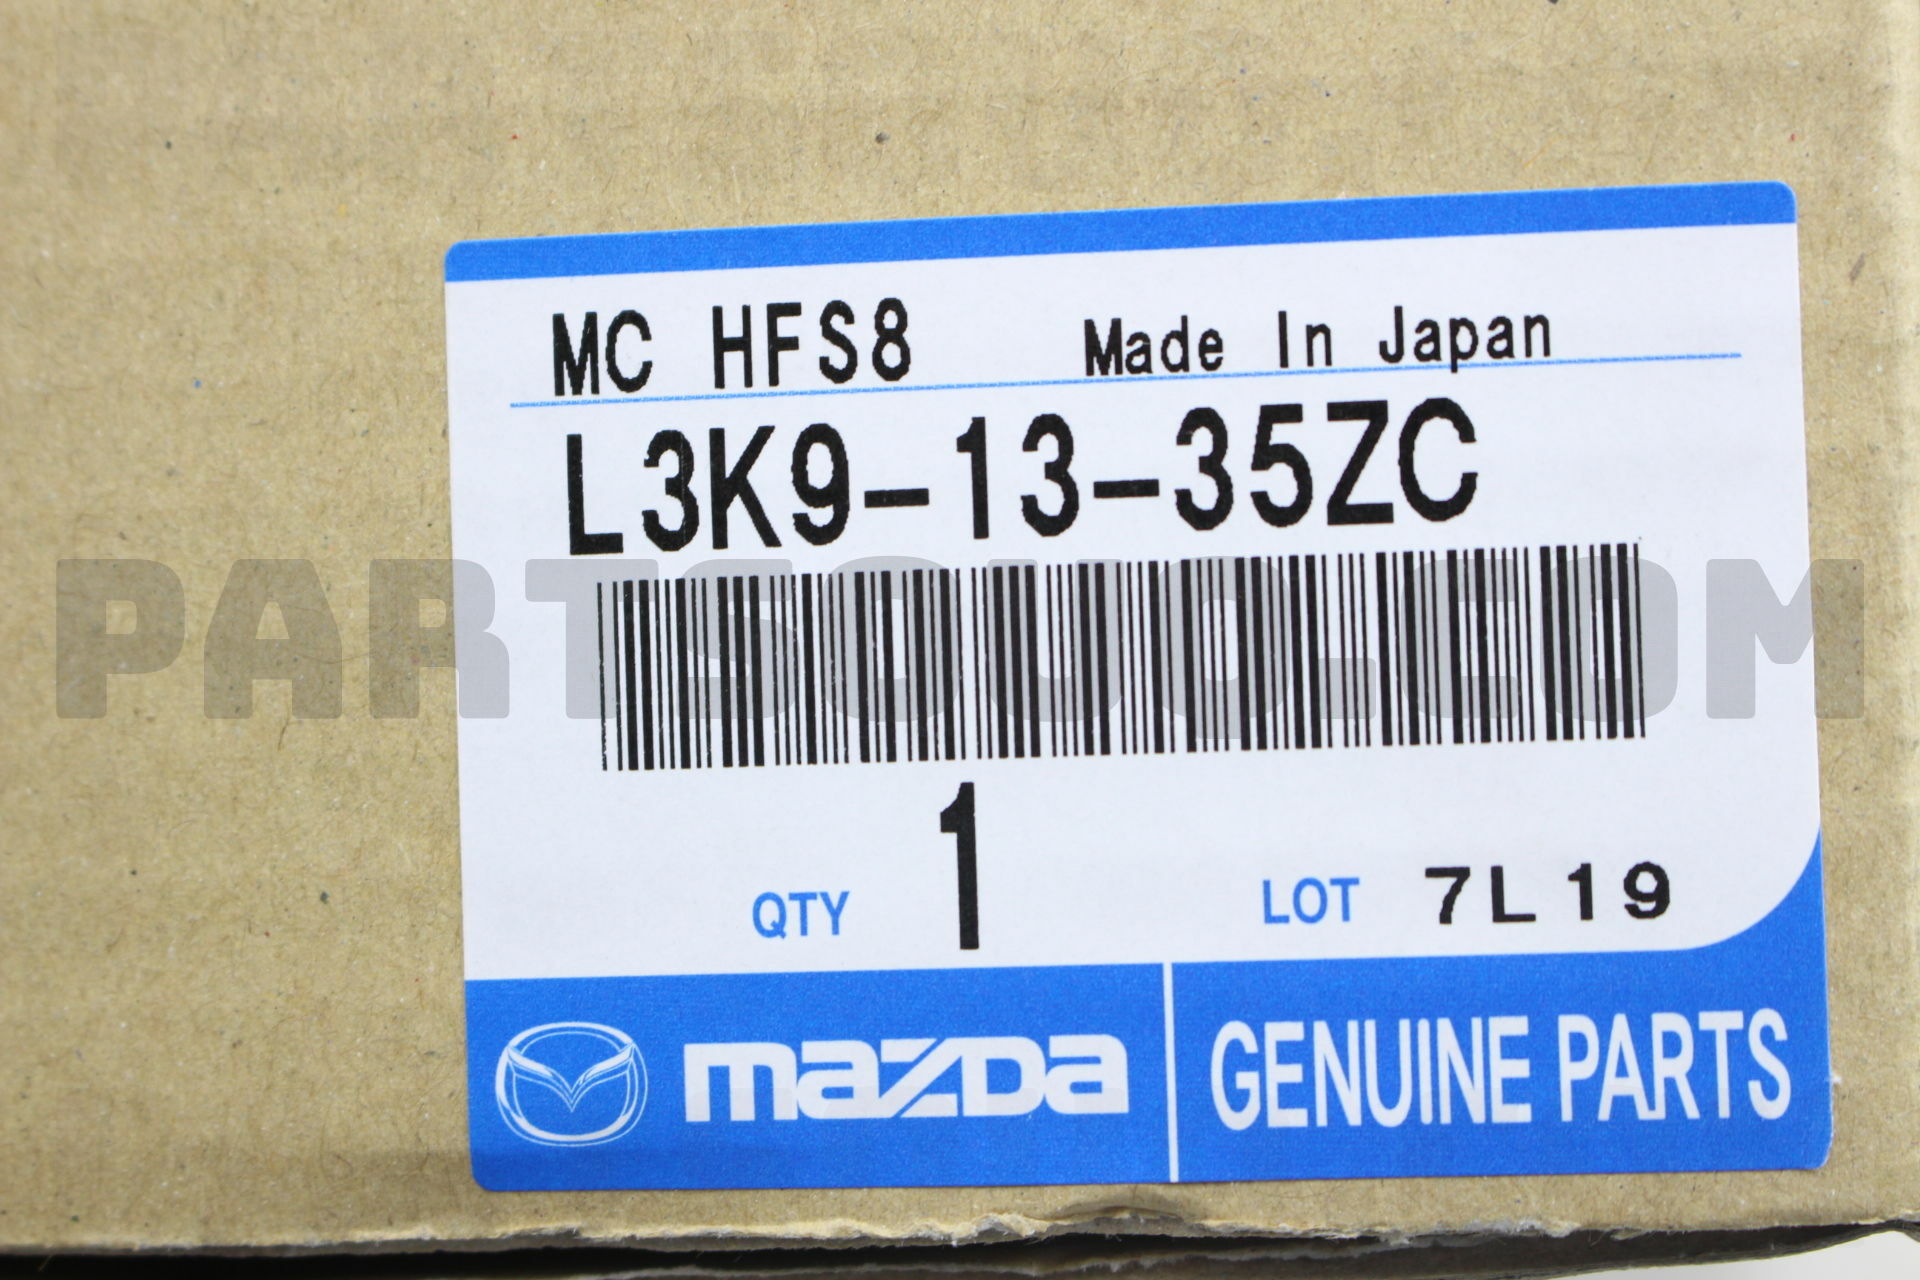 MC HFS8 Made In Japan
L3K9-13-35ZC
PARTSOUQ.COM
QTY 1 LOT 7L19
mazda GENUINE PARTS